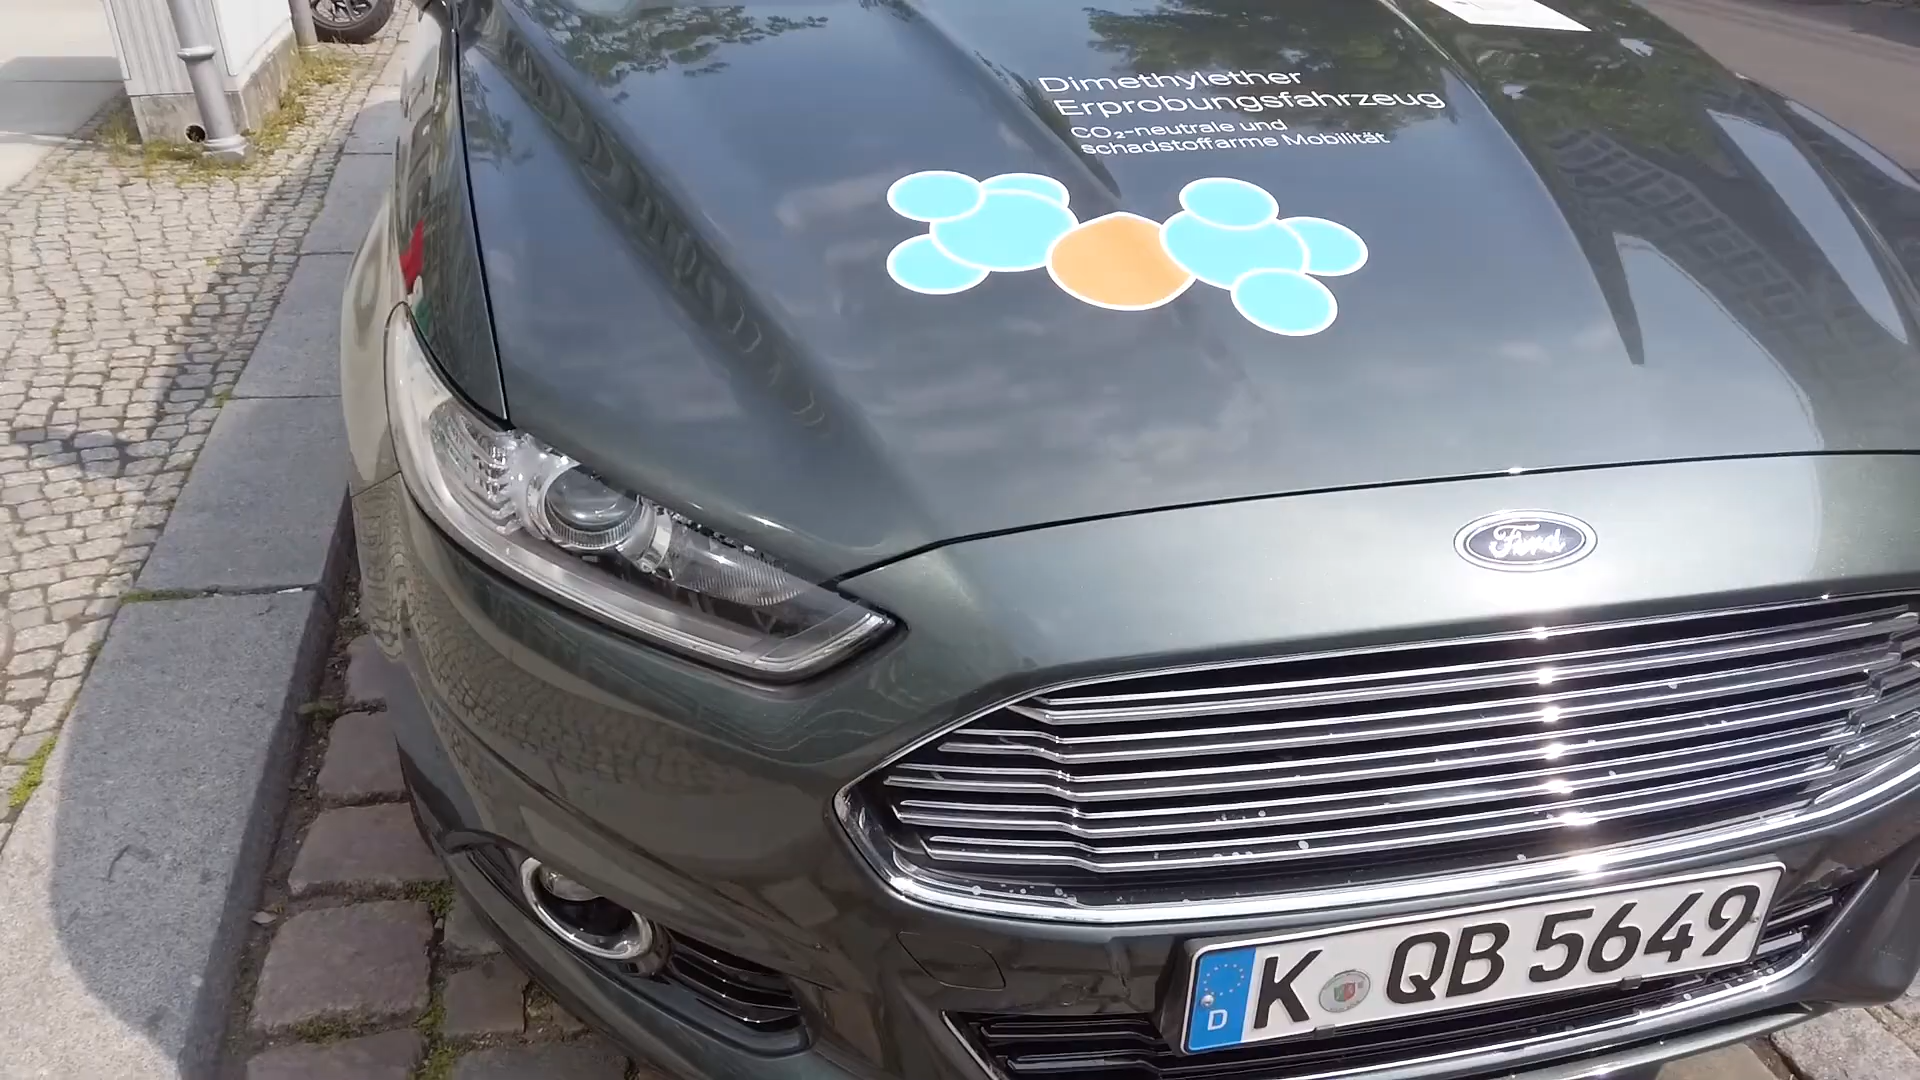 Dimethylether
Erprobungsfahrzeug
CO₂-neutrale und
schadstoffarme Mobilität
Ford
D
K QB 5649